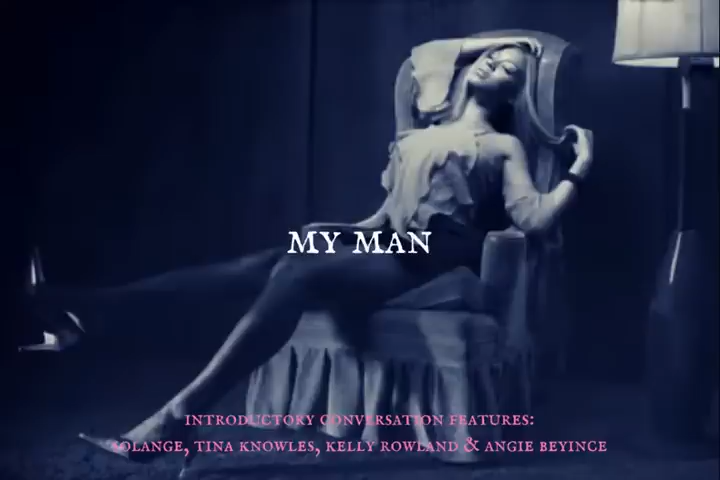 MY MAN
INTRODUCTORY CONVERSATION FEATURES:
SOLANGE, TINA KNOWLES, KELLY ROWLAND & ANGIE BEYINCE